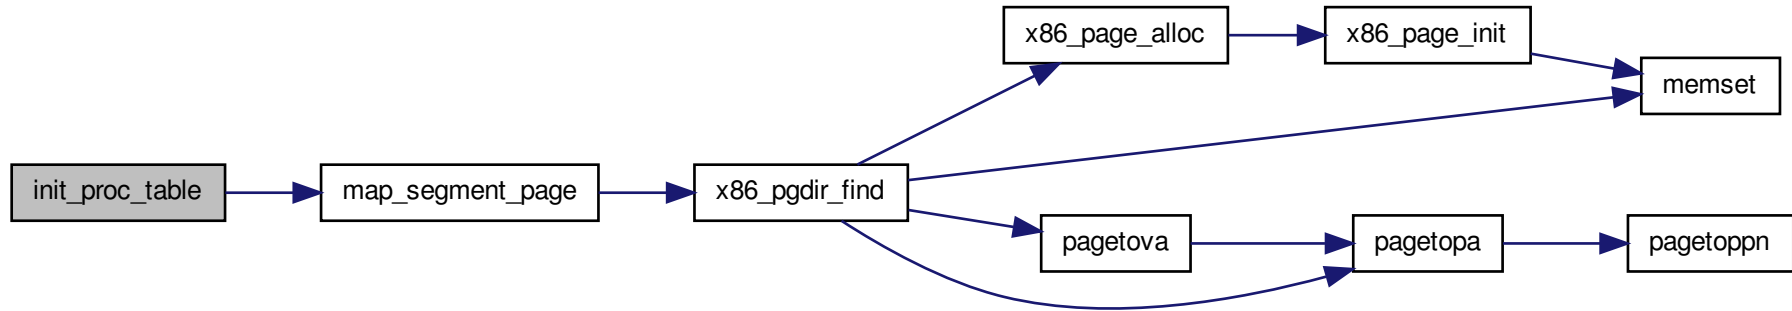 init_proc_table
map_segment_page
x86_pgdir_find
x86_page_alloc
x86_page_init
memset
pagetova
pagetopa
pagetoppn